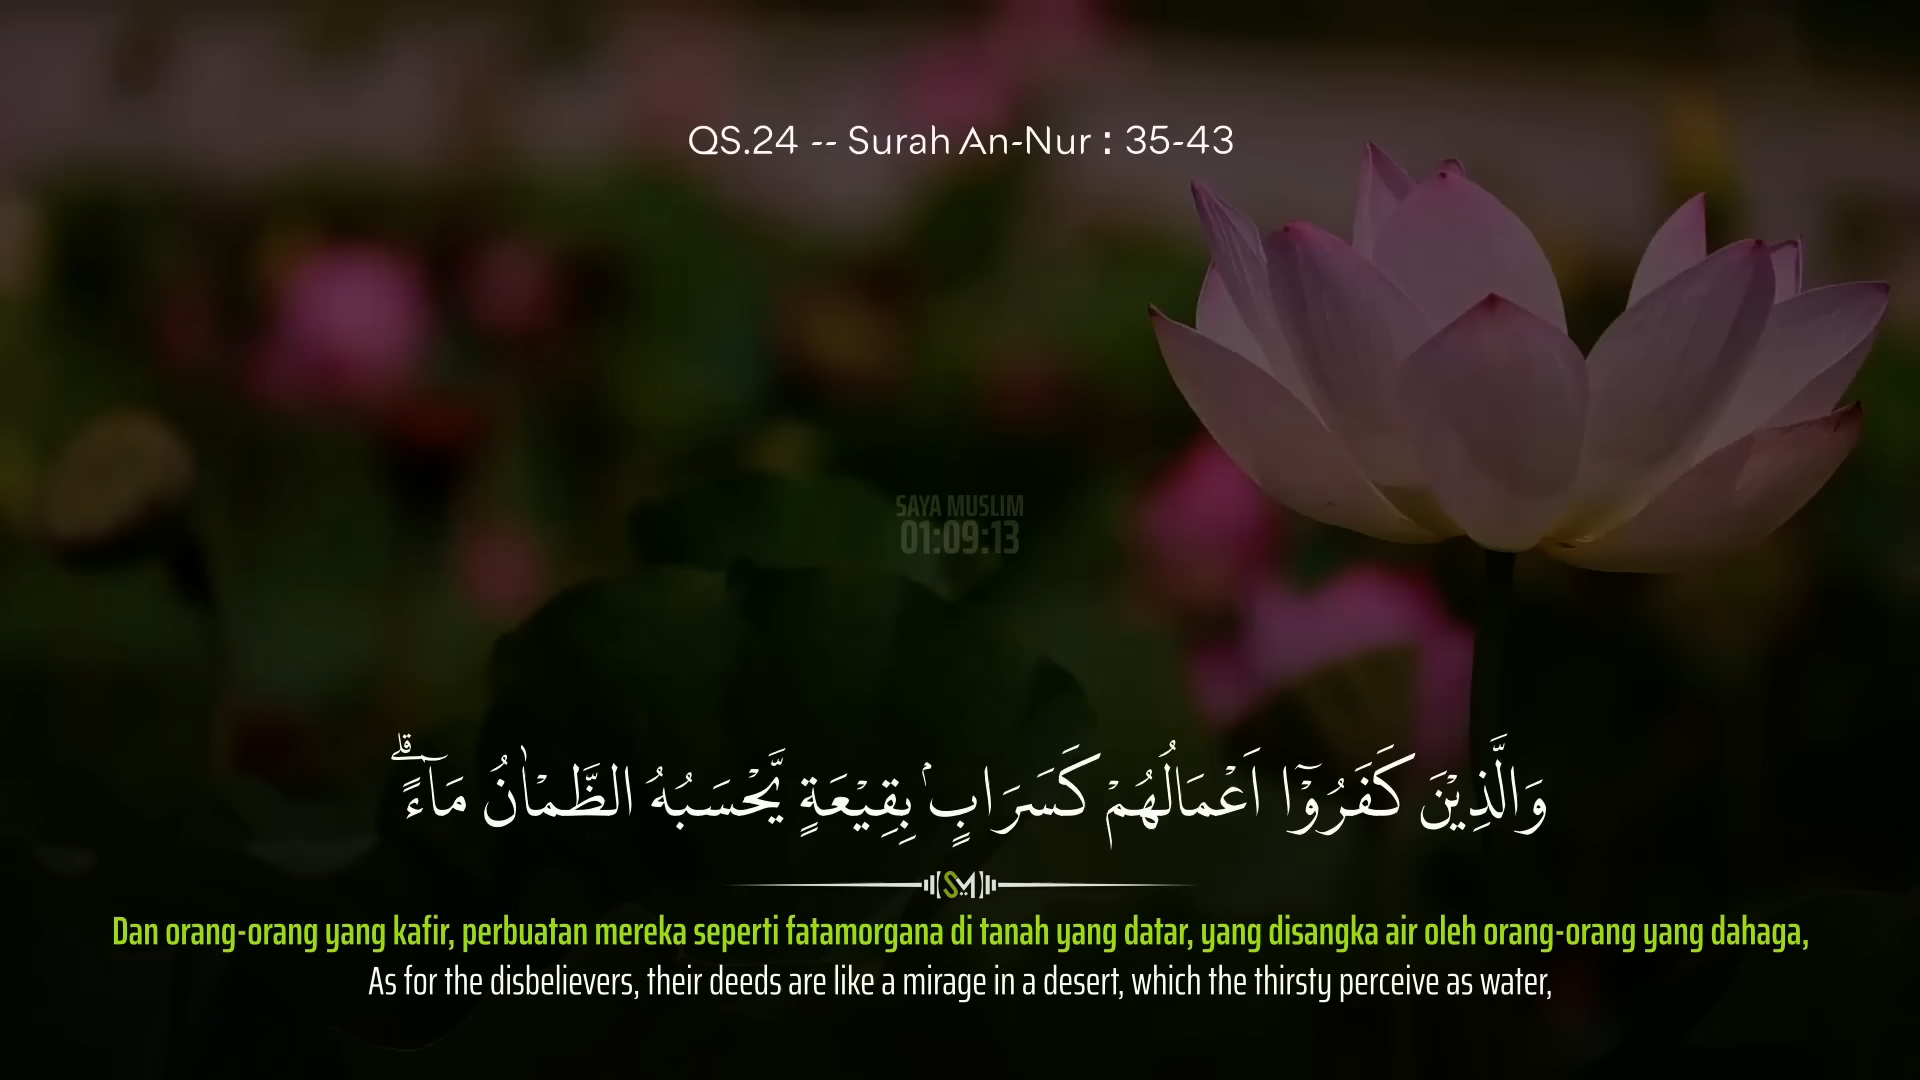 QS.24 -- Surah An-Nur : 35-43
SAYA MUSLIM
01:09:13
وَالَّذِيْنَ كَفَرُوْٓا اَعْمَالُهُمْ كَسَرَابٍۢ بِقِيْعَةٍ يَّحْسَبُهُ الظَّمْاٰنُ مَاۤءًۗ
SM
Dan orang-orang yang kafir, perbuatan mereka seperti fatamorgana di tanah yang datar, yang disangka air oleh orang-orang yang dahaga,
As for the disbelievers, their deeds are like a mirage in a desert, which the thirsty perceive as water,